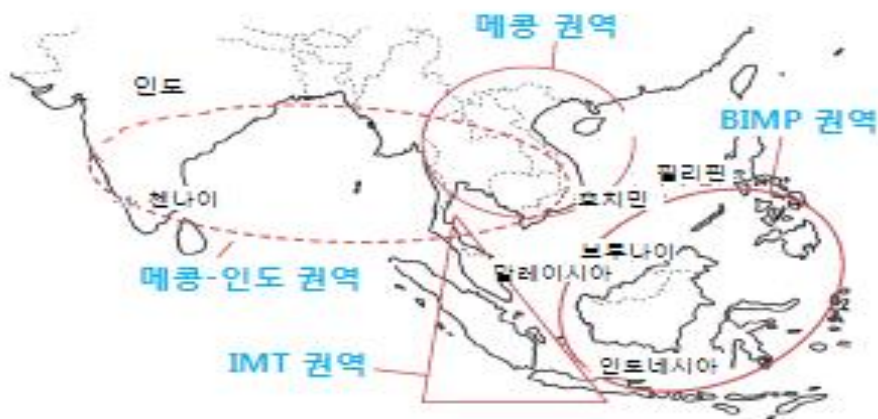 메콩 권역
인도
BIMP 권역
필리핀
첸나이
호치민
브루나이
말레이시아
메콩-인도 권역
IMT 권역
인도네시아